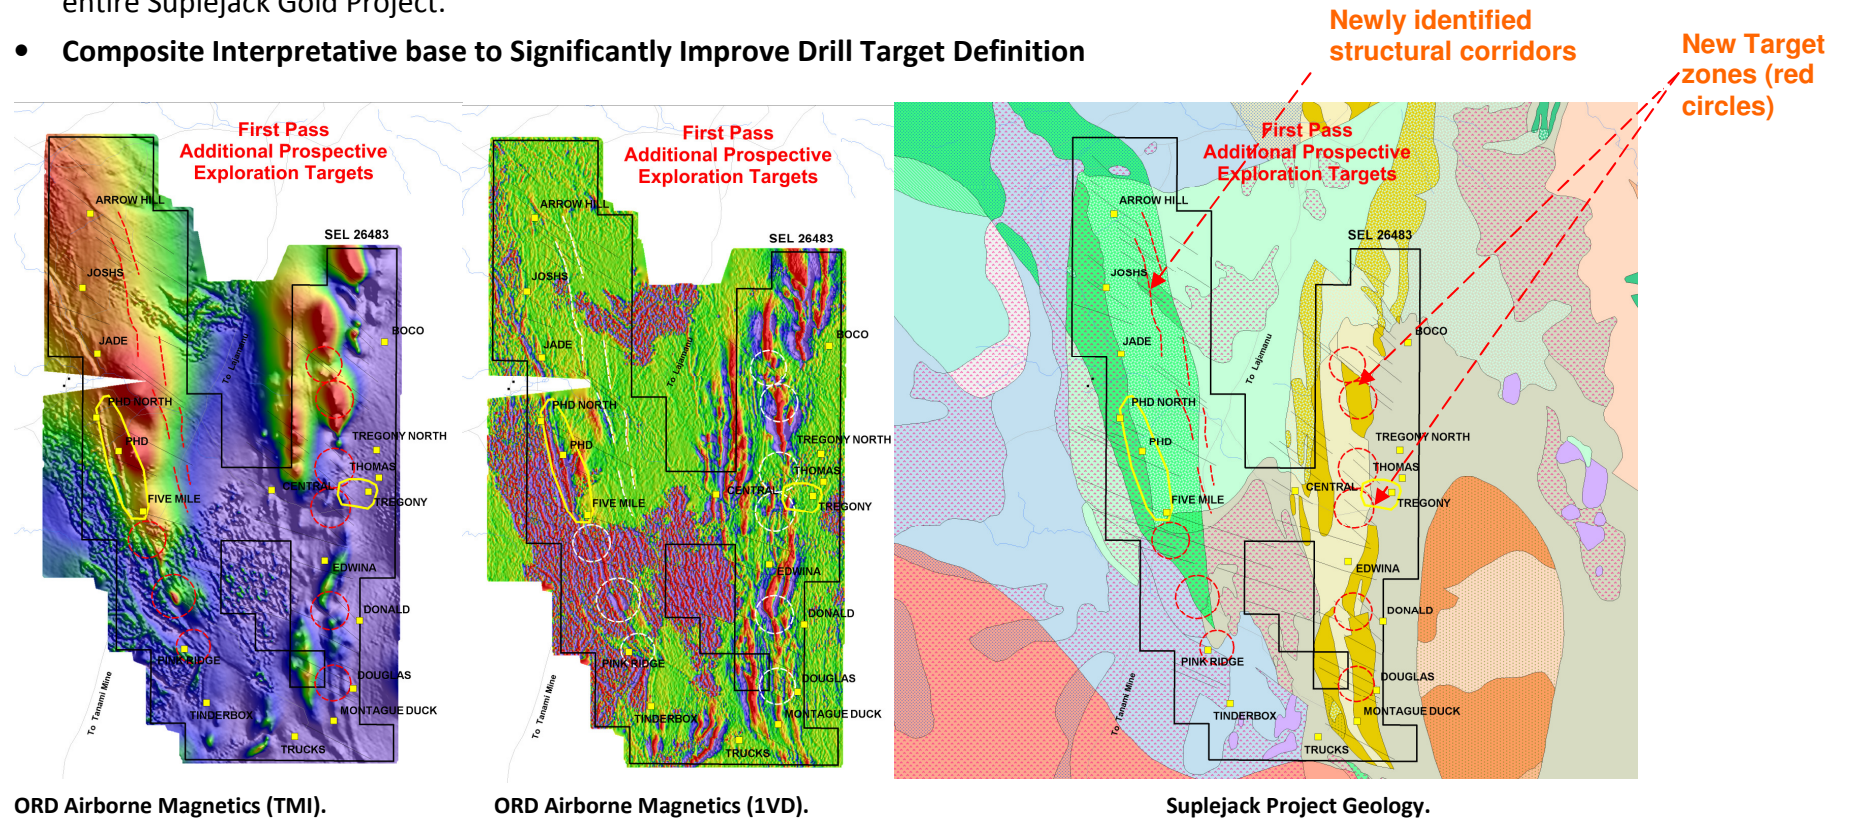 entire Suplejack Gold Project.
• Composite Interpretative base to Significantly Improve Drill Target Definition
Newly identified
structural corridors
New Target
zones (red
circles)
First Pass
Additional Prospective
Exploration Targets
ARROW HILL
SEL 26483
JOSHS
BOCO
JADE
To Lajamanu
PHD NORTH
PHD
TREGONY NORTH
THOMAS
CENTRAL
FIVE MILE
TREGONY
EDWINA
DONALD
PINK RIDGE
DOUGLAS
To Tanami Mine
TINDERBOX
MONTAGUE DUCK
TRUCKS
First Pass
Additional Prospective
Exploration Targets
ARROW HILL
SEL 26483
JOSHS
BOCO
JADE
To Lajamanu
PHD NORTH
PHD
TREGONY NORTH
THOMAS
CENTRAL
FIVE MILE
TREGONY
EDWINA
DONALD
PINK RIDGE
DOUGLAS
To Tanami Mine
TINDERBOX
MONTAGUE DUCK
TRUCKS
First Pass
Additional Prospective
Exploration Targets
ARROW HILL
SEL 26483
JOSHS
BOCO
JADE
To Lajamanu
PHD NORTH
PHD
TREGONY NORTH
THOMAS
CENTRAL
FIVE MILE
TREGONY
EDWINA
DONALD
PINK RIDGE
DOUGLAS
To Tanami Mine
TINDERBOX
MONTAGUE DUCK
TRUCKS
ORD Airborne Magnetics (TMI).
ORD Airborne Magnetics (1VD).
Suplejack Project Geology.